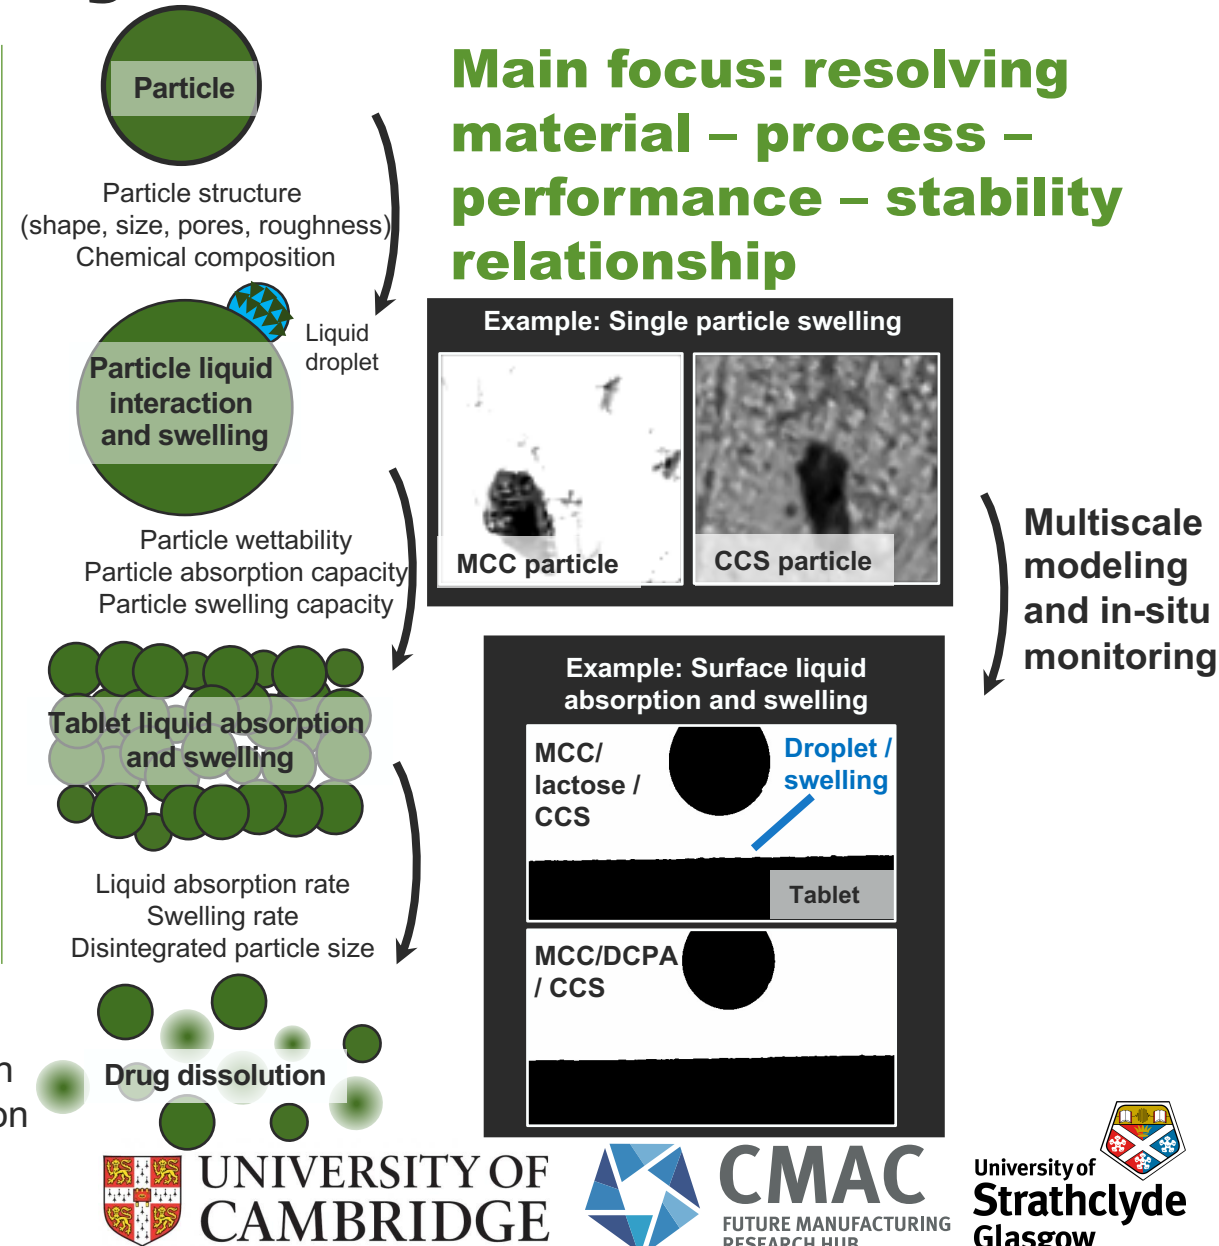 Particle
Particle structure
(shape, size, pores, roughness)
Chemical composition
Liquid
droplet
Particle liquid
interaction
and swelling
Particle wettability
Particle absorption capacity
Particle swelling capacity
Tablet liquid absorption
and swelling
Liquid absorption rate
Swelling rate
Disintegrated particle size
Drug dissolution
Main focus: resolving
material – process –
performance – stability
relationship
Example: Single particle swelling
MCC particle
CCS particle
Multiscale
modeling
and in-situ
monitoring
Example: Surface liquid
absorption and swelling
MCC/
lactose /
CCS
Droplet /
swelling
Tablet
MCC/DCPA
/ CCS
UNIVERSITY OF
CAMBRIDGE
CMAC
FUTURE MANUFACTURING
RESEARCH HUB
University of
Strathclyde
Glasgow